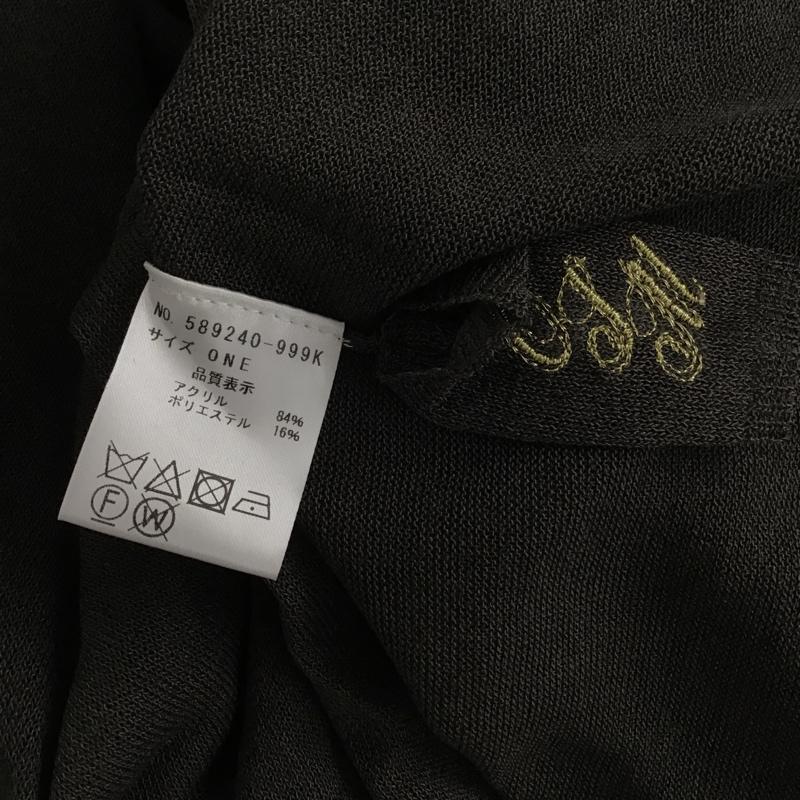 No. 589240-999K
サイズ ONE
品質表示
アクリル 84%
ポリエステル 16%
F W